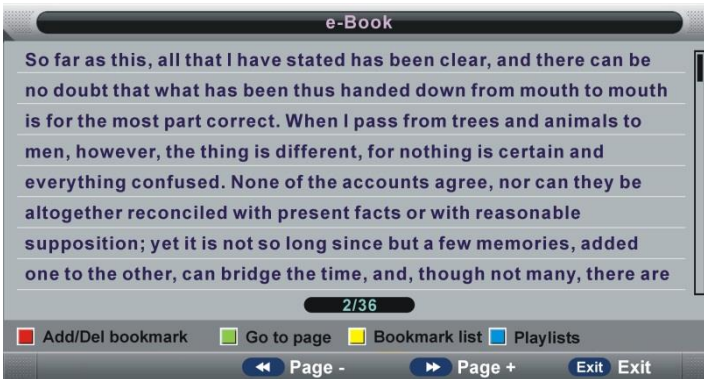 e-Book
So far as this, all that I have stated has been clear, and there can be
no doubt that what has been thus handed down from mouth to mouth
is for the most part correct. When I pass from trees and animals to
men, however, the thing is different, for nothing is certain and
everything confused. None of the accounts agree, nor can they be
altogether reconciled with present facts or with reasonable
supposition; yet it is not so long since but a few memories, added
one to the other, can bridge the time, and, though not many, there are
2/36
Add/Del bookmark Go to page Bookmark list Playlists
Page - Page + Exit Exit